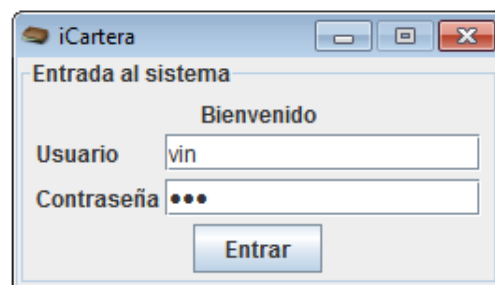 iCartera
Entrada al sistema
Bienvenido
Usuario vin
Contraseña •••
Entrar